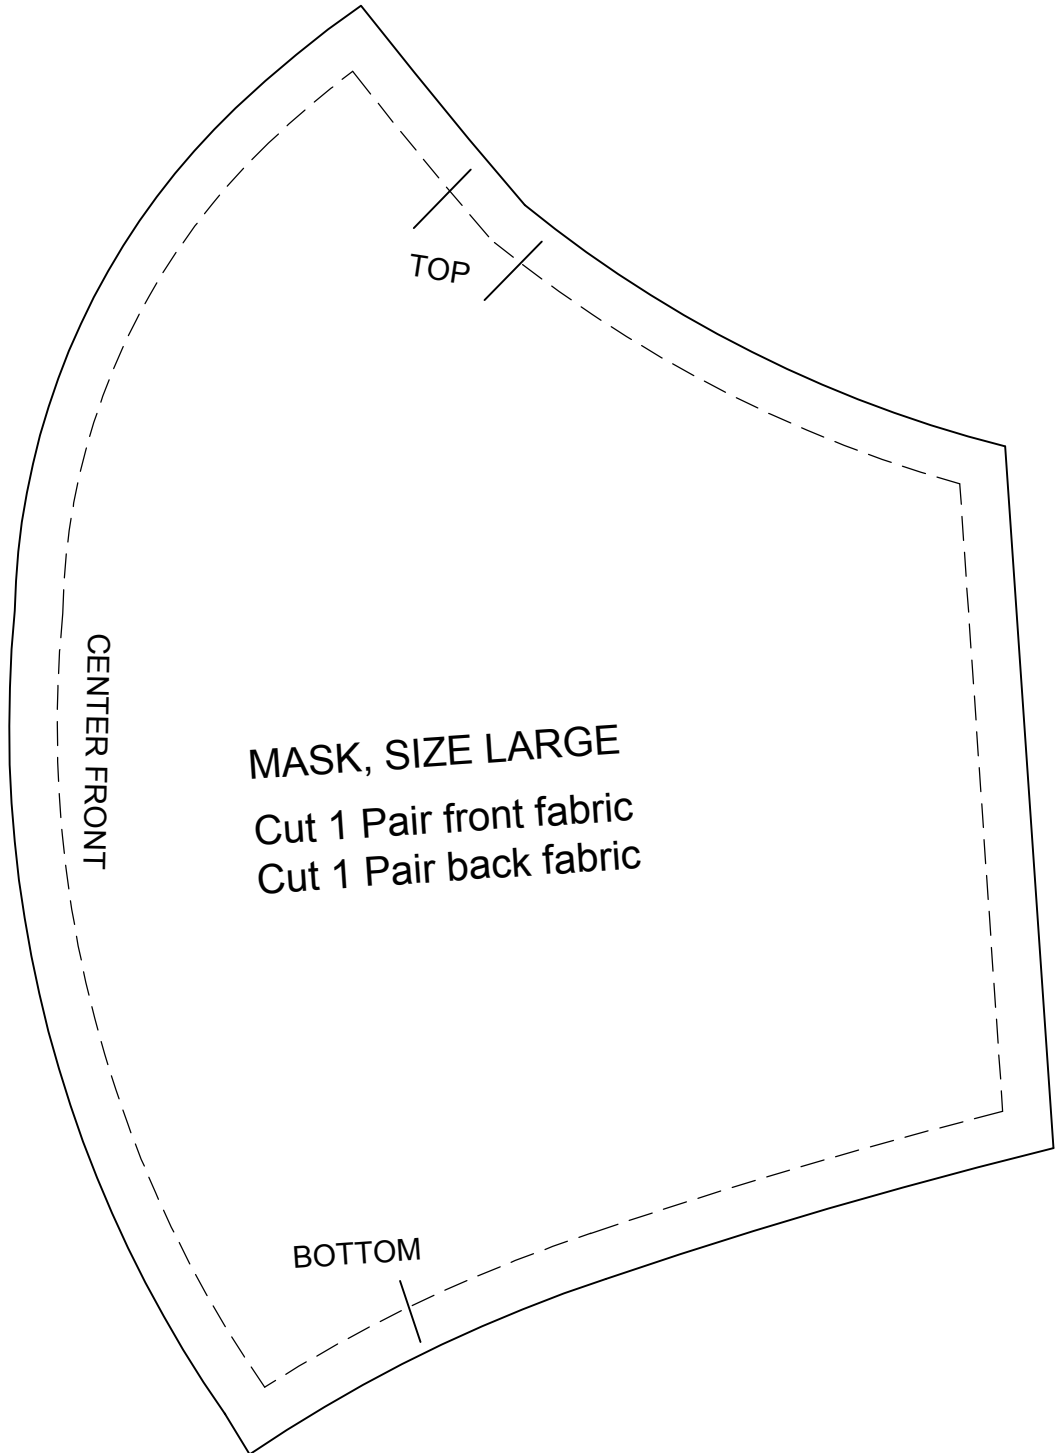 TOP
CENTER FRONT
MASK, SIZE LARGE
Cut 1 Pair front fabric
Cut 1 Pair back fabric
BOTTOM